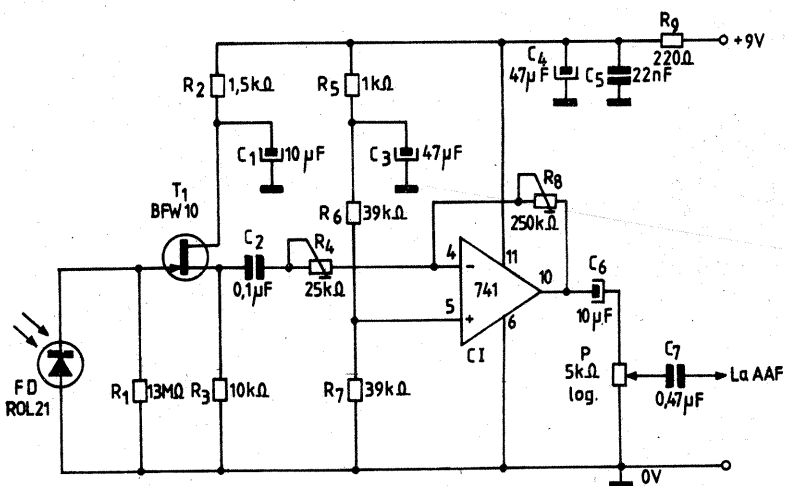 R9
+9V
220Ω
C4
47μF
C5
22nF
R2
1,5kΩ
R5
1kΩ
C1
10μF
C3
47μF
T1
BFW10
R6
39kΩ
R8
250kΩ
C2
0,1μF
R4
25kΩ
4
-
11
10
741
5
+
6
CI
C6
10μF
FD
ROL21
R1
13MΩ
R3
10kΩ
R7
39kΩ
P
5kΩ
log.
C7
0,47μF
La AAF
0V